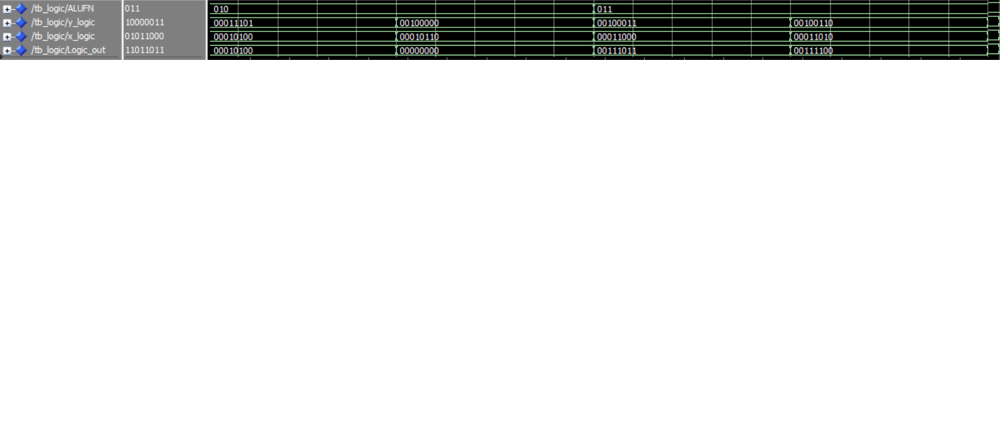 /tb_logic/ALUFN 011 010 011
/tb_logic/y_logic 10000011 00011101 00100000 00100011 00100110
/tb_logic/x_logic 01011000 00010100 00010110 00011000 00011010
/tb_logic/Logic_out 11011011 00010100 00000000 00111011 00111100